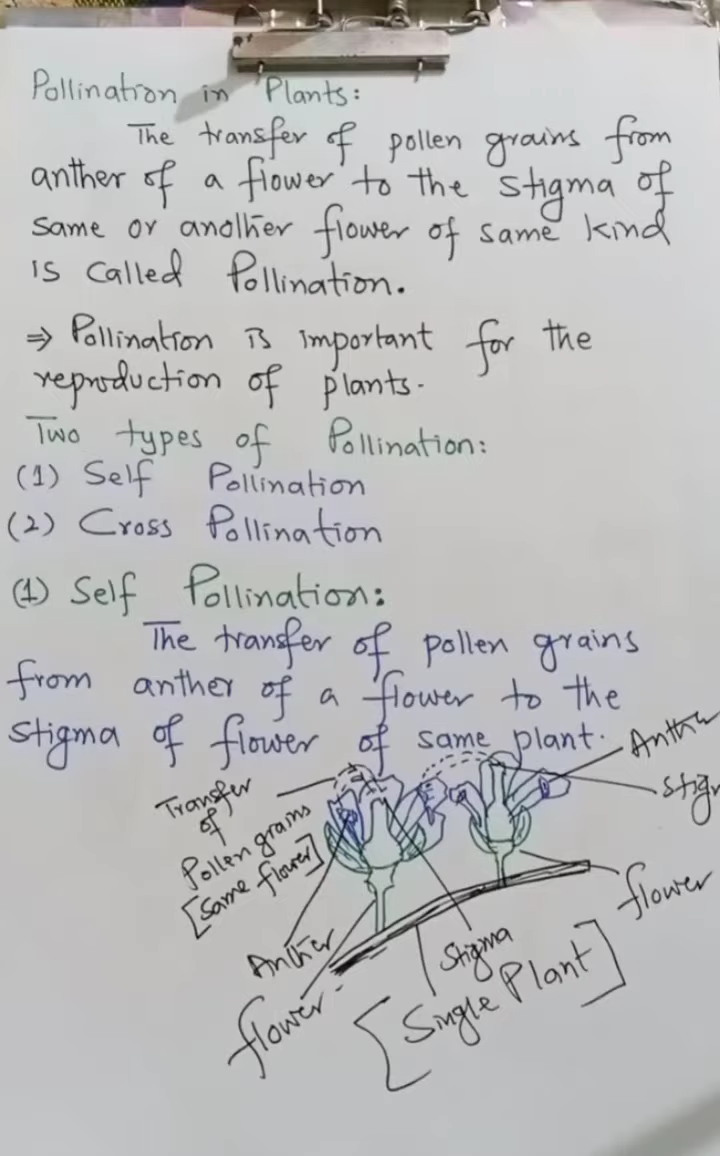 Pollination in Plants:
The transfer of pollen grains from
anther of a flower to the stigma of
same or another flower of same kind
is called Pollination.
⇒ Pollination is important for the
reproduction of plants.
Two types of Pollination:
(1) Self Pollination
(2) Cross Pollination
(1) Self Pollination:
The transfer of pollen grains
from anther of a flower to the
stigma of flower of same plant.
Transfer
of
Pollen grains
[Same flower]
Anther
flower
Stigma
[Single Plant]
flower